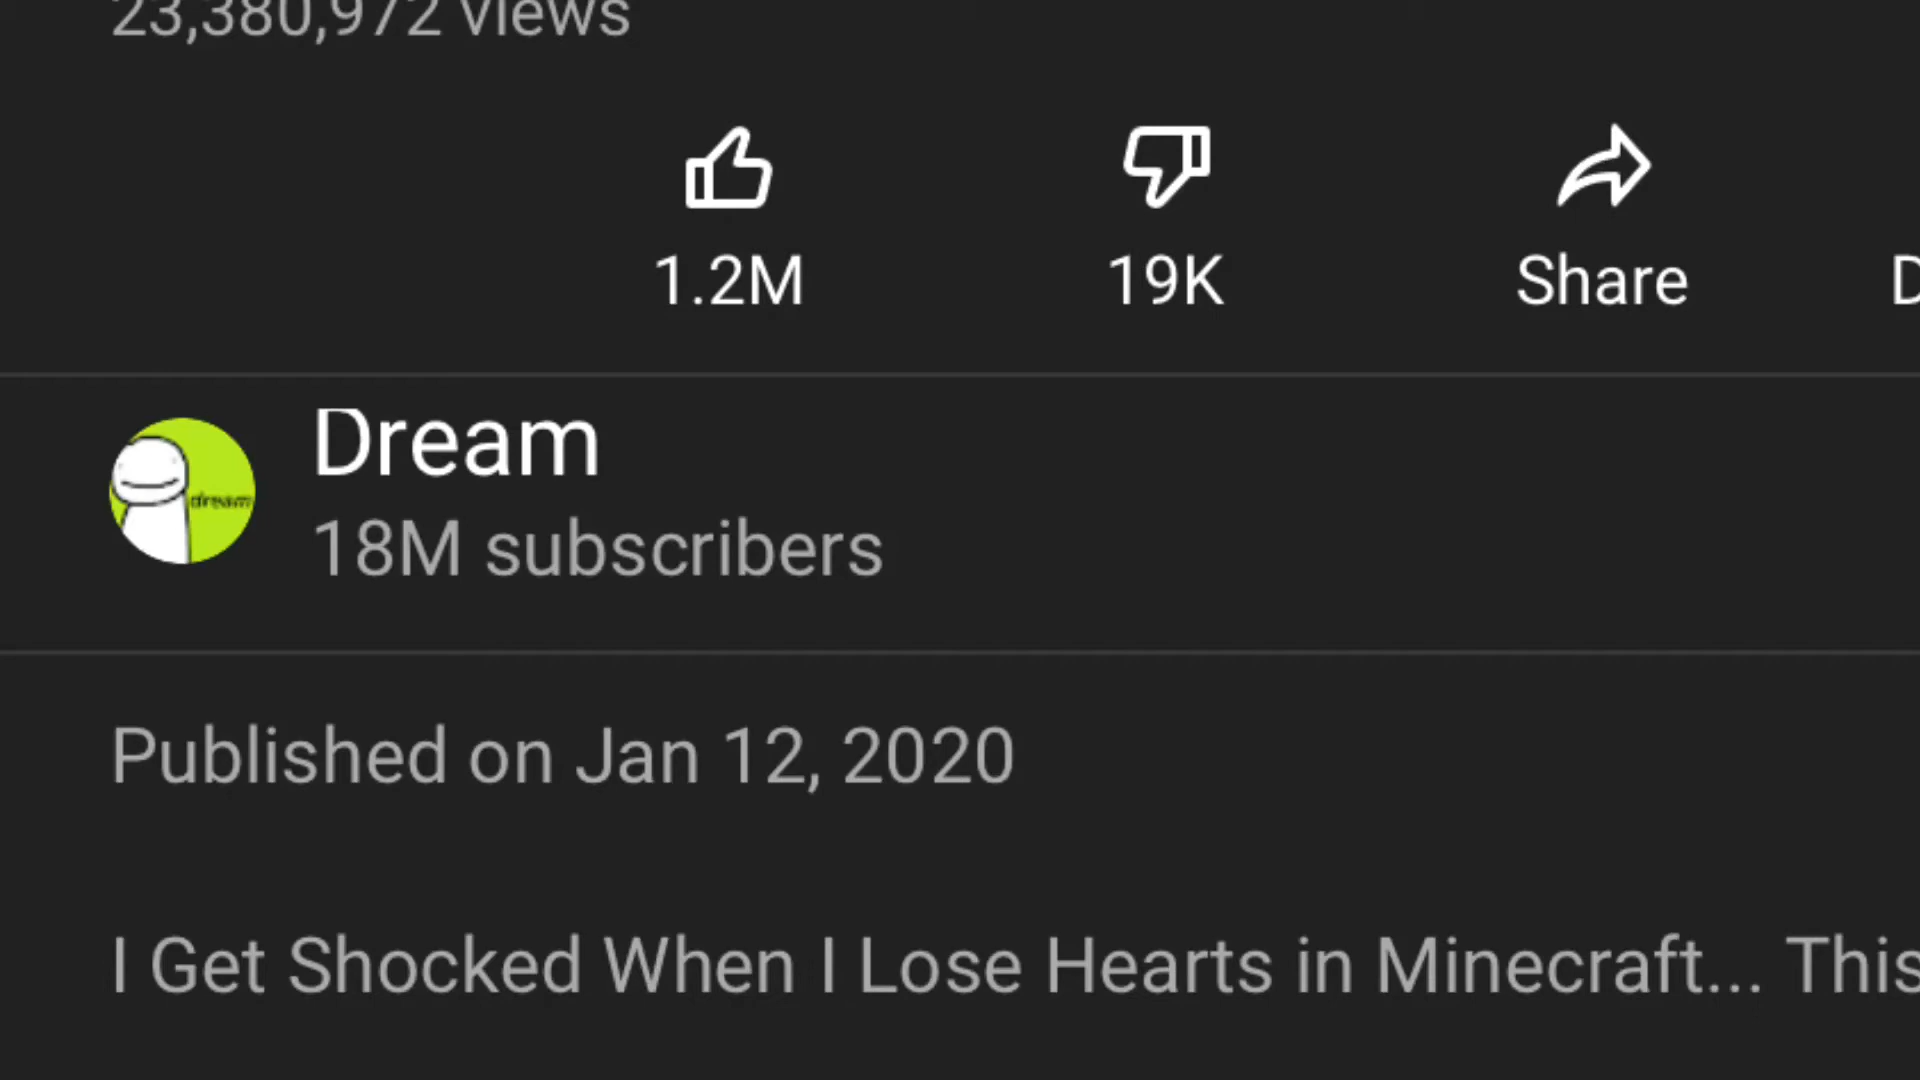 23,380,972 views
1.2M 19K Share D
Dream
dream
18M subscribers
Published on Jan 12, 2020
I Get Shocked When I Lose Hearts in Minecraft... This